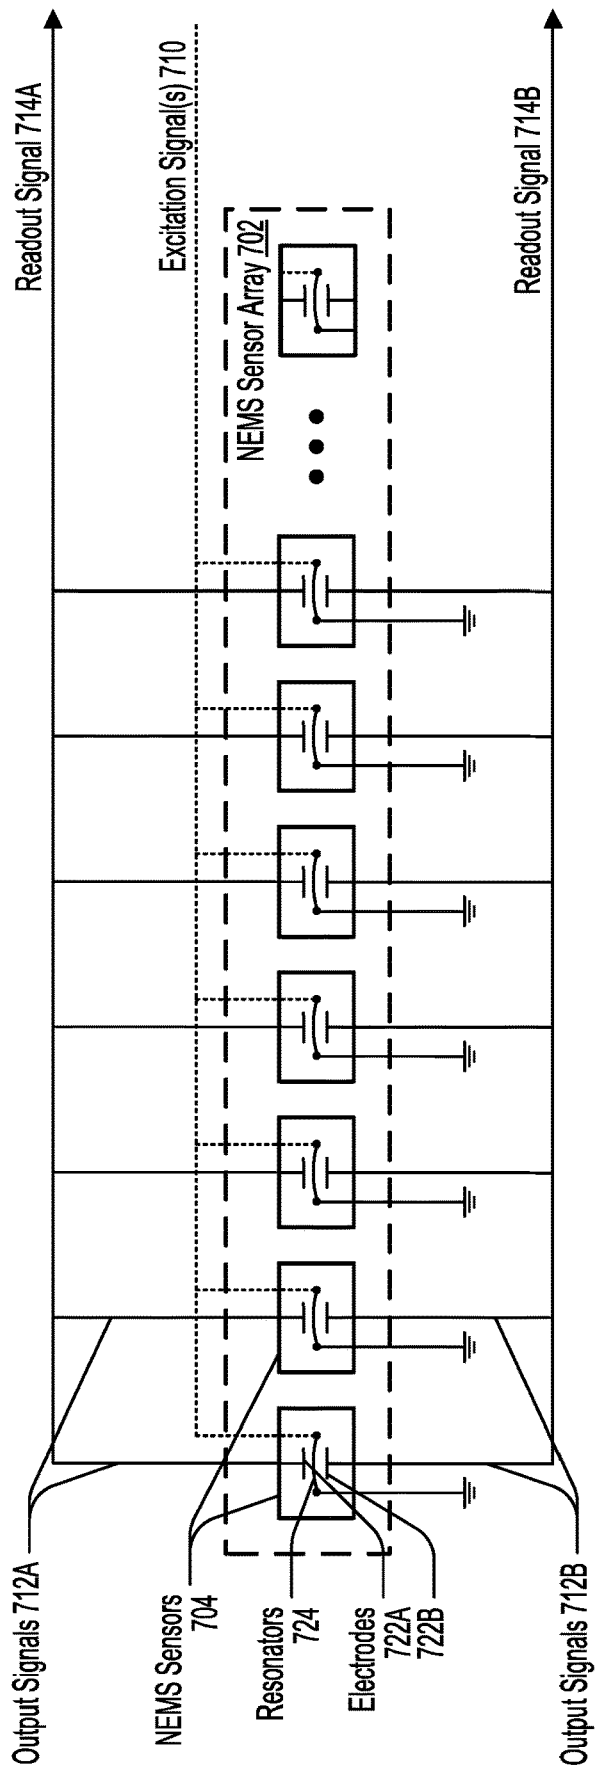 Readout Signal 714A
Excitation Signal(s) 710
NEMS Sensor Array 702
Readout Signal 714B
Output Signals 712A
NEMS Sensors
704
Resonators
724
Electrodes
722A
722B
Output Signals 712B